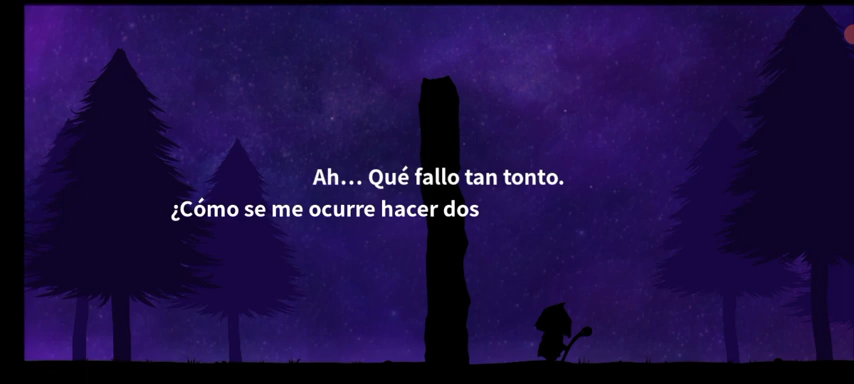 Ah... Qué fallo tan tonto.
¿Cómo se me ocurre hacer dos